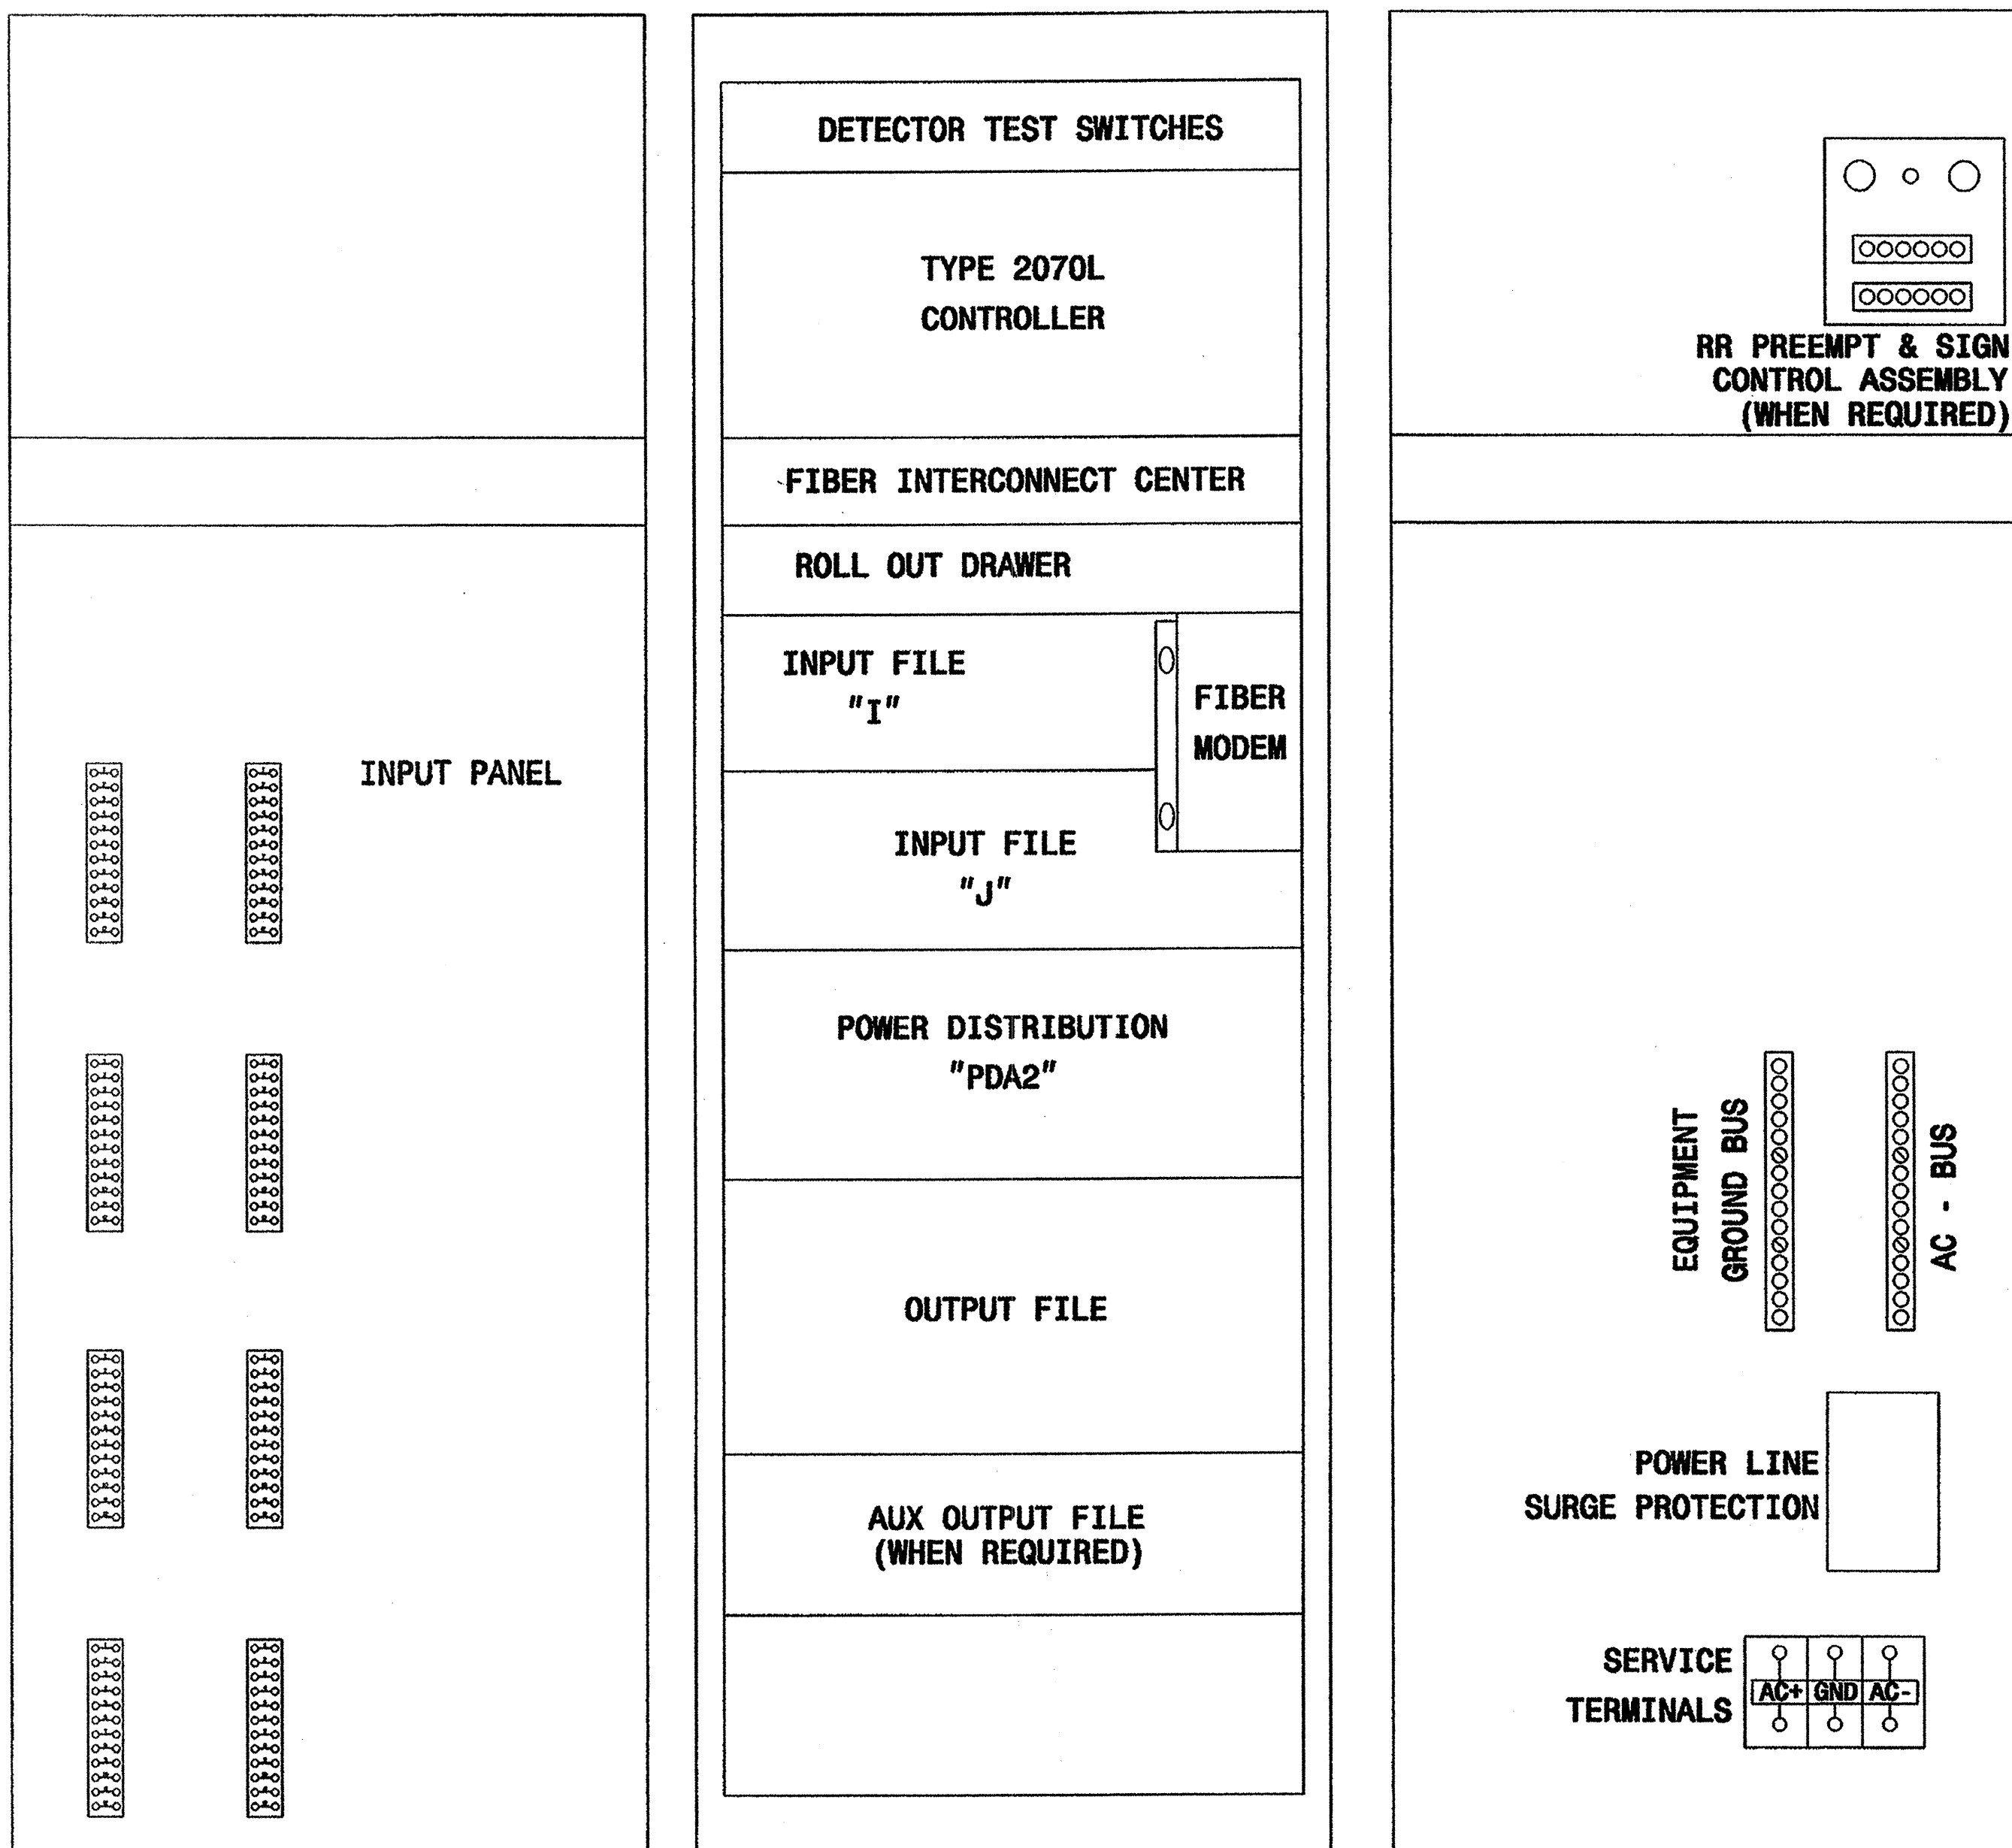 DETECTOR TEST SWITCHES
TYPE 2070L
CONTROLLER
FIBER INTERCONNECT CENTER
ROLL OUT DRAWER
INPUT FILE
"I"
FIBER
MODEM
INPUT FILE
"J"
POWER DISTRIBUTION
"PDA2"
OUTPUT FILE
AUX OUTPUT FILE
(WHEN REQUIRED)
INPUT PANEL
RR PREEMPT & SIGN
CONTROL ASSEMBLY
(WHEN REQUIRED)
EQUIPMENT
GROUND BUS
AC - BUS
POWER LINE
SURGE PROTECTION
SERVICE
TERMINALS
AC+ GND AC-